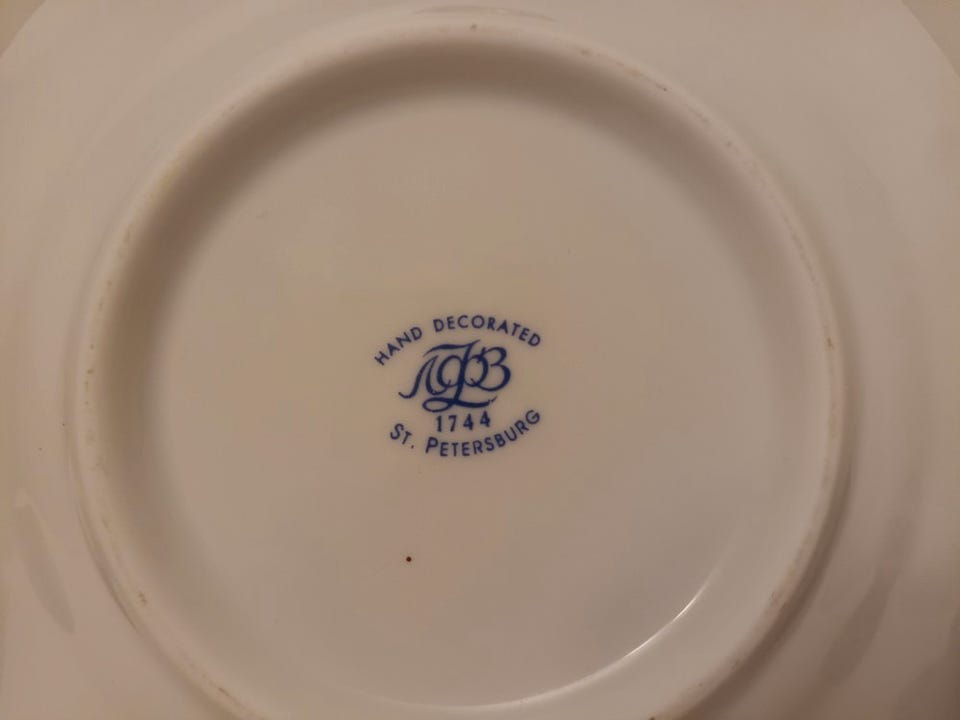 HAND DECORATED
ЛФЗ
1744
ST. PETERSBURG